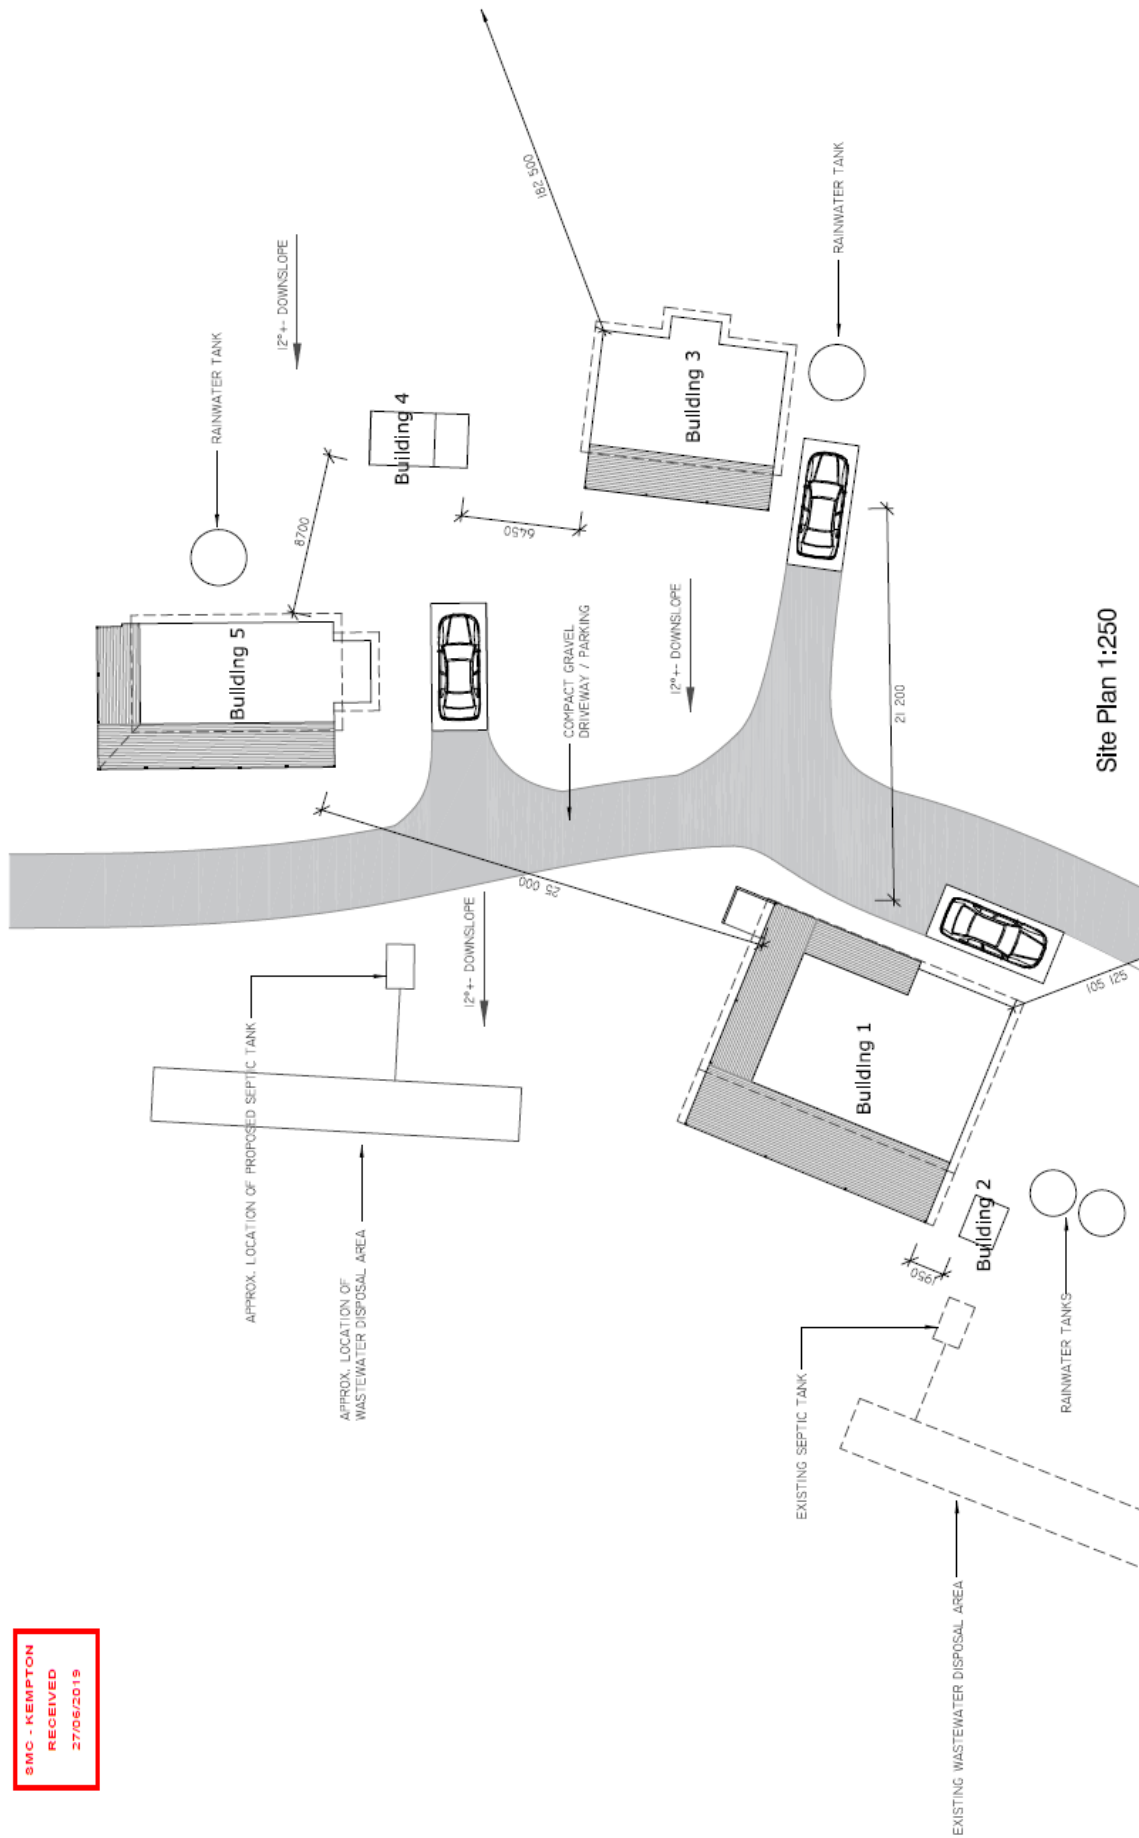 SMC - KEMPTON
RECEIVED
27/06/2019
EXISTING WASTEWATER DISPOSAL AREA
EXISTING SEPTIC TANK
RAINWATER TANKS
APPROX. LOCATION OF
WASTEWATER DISPOSAL AREA
APPROX. LOCATION OF PROPOSED SEPTIC TANK
1950
Building 2
Building 1
105 125
12°+- DOWNSLOPE
25 000
COMPACT GRAVEL
DRIVEWAY / PARKING
12°+- DOWNSLOPE
21 200
Building 5
8700
RAINWATER TANK
12°+- DOWNSLOPE
Building 4
6450
Building 3
182 500
RAINWATER TANK
Site Plan 1:250